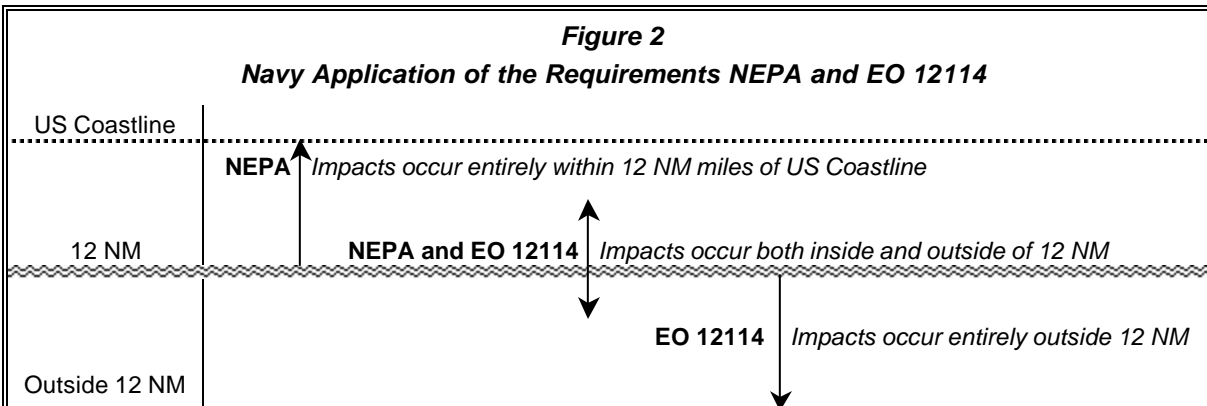 Figure 2
Navy Application of the Requirements NEPA and EO 12114
US Coastline
NEPA Impacts occur entirely within 12 NM miles of US Coastline
12 NM
NEPA and EO 12114 Impacts occur both inside and outside of 12 NM
EO 12114 Impacts occur entirely outside 12 NM
Outside 12 NM